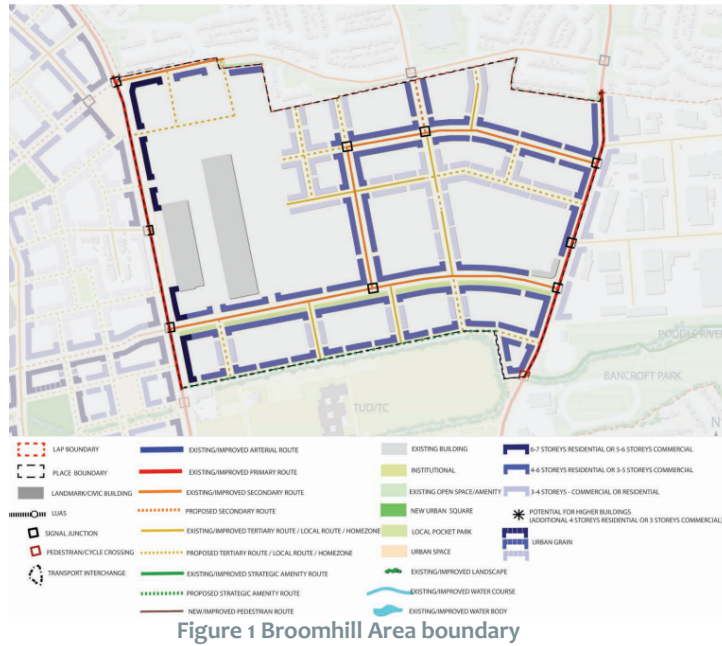 PODDLE RIVER
BANCROFT PARK
TUD/TC
N
LAP BOUNDARY
PLACE BOUNDARY
LANDMARK/CIVIC BUILDING
LUAS
SIGNAL JUNCTION
PEDESTRIAN/CYCLE CROSSING
TRANSPORT INTERCHANGE
EXISTING/IMPROVED ARTERIAL ROUTE
EXISTING/IMPROVED PRIMARY ROUTE
EXISTING/IMPROVED SECONDARY ROUTE
PROPOSED SECONDARY ROUTE
EXISTING/IMPROVED TERTIARY ROUTE / LOCAL ROUTE / HOMEZONE
PROPOSED TERTIARY ROUTE / LOCAL ROUTE / HOMEZONE
EXISTING/IMPROVED STRATEGIC AMENITY ROUTE
PROPOSED STRATEGIC AMENITY ROUTE
NEW/IMPROVED PEDESTRIAN ROUTE
EXISTING BUILDING
INSTITUTIONAL
EXISTING OPEN SPACE/AMENITY
NEW URBAN SQUARE
LOCAL POCKET PARK
URBAN SPACE
EXISTING/IMPROVED LANDSCAPE
EXISTING/IMPROVED WATER COURSE
EXISTING/IMPROVED WATER BODY
6-7 STOREYS RESIDENTIAL OR 5-6 STOREYS COMMERCIAL
4-6 STOREYS RESIDENTIAL OR 3-5 STOREYS COMMERCIAL
3-4 STOREYS - COMMERCIAL OR RESIDENTIAL
POTENTIAL FOR HIGHER BUILDINGS
(ADDITIONAL 4 STOREYS RESIDENTIAL OR 3 STOREYS COMMERCIAL)
URBAN GRAIN
Figure 1 Broomhill Area boundary